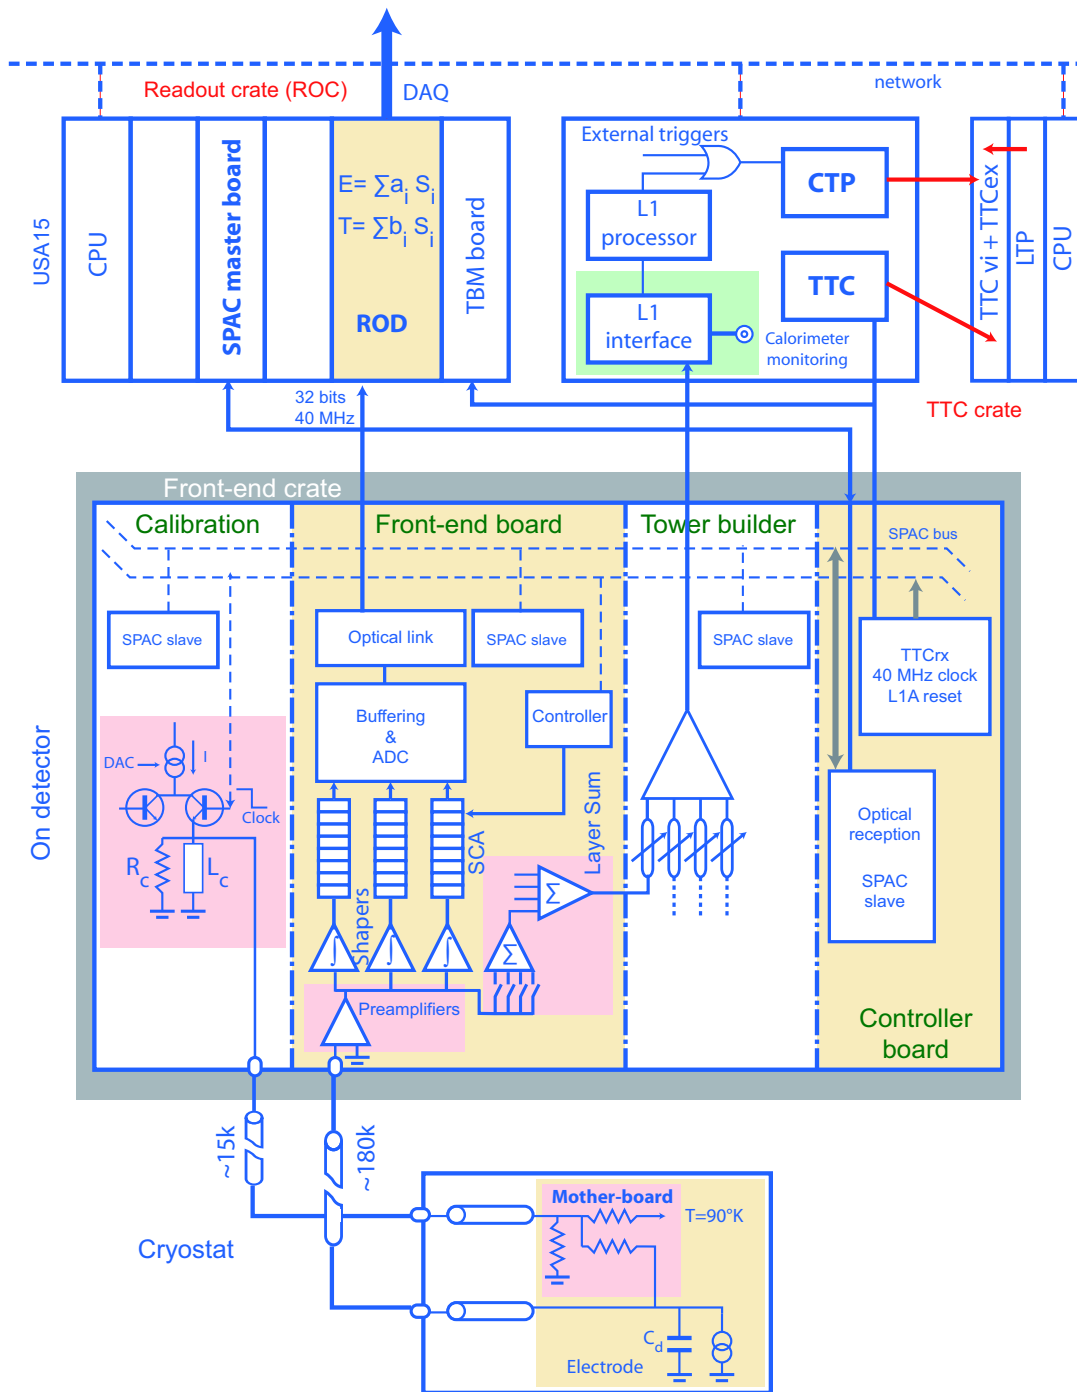 Readout crate (ROC)
DAQ
network
USA15
CPU
SPAC master board
E= ∑a_i S_i
T= ∑b_i S_i
ROD
TBM board
External triggers
CTP
L1
processor
TTC
L1
interface
Calorimeter
monitoring
TTC vi + TTCex
LTP
CPU
TTC crate
32 bits
40 MHz
Front-end crate
Calibration
Front-end board
Tower builder
SPAC bus
SPAC slave
Optical link
SPAC slave
SPAC slave
TTCrx
40 MHz clock
L1A reset
Buffering
&
ADC
Controller
On detector
DAC
I
Clock
R_c
L_c
SCA
Layer Sum
Shapers
∫
∫
∫
Σ
Σ
Optical
reception
SPAC
slave
Preamplifiers
Controller
board
~15k
~180k
Cryostat
Mother-board
T=90°K
C_d
Electrode